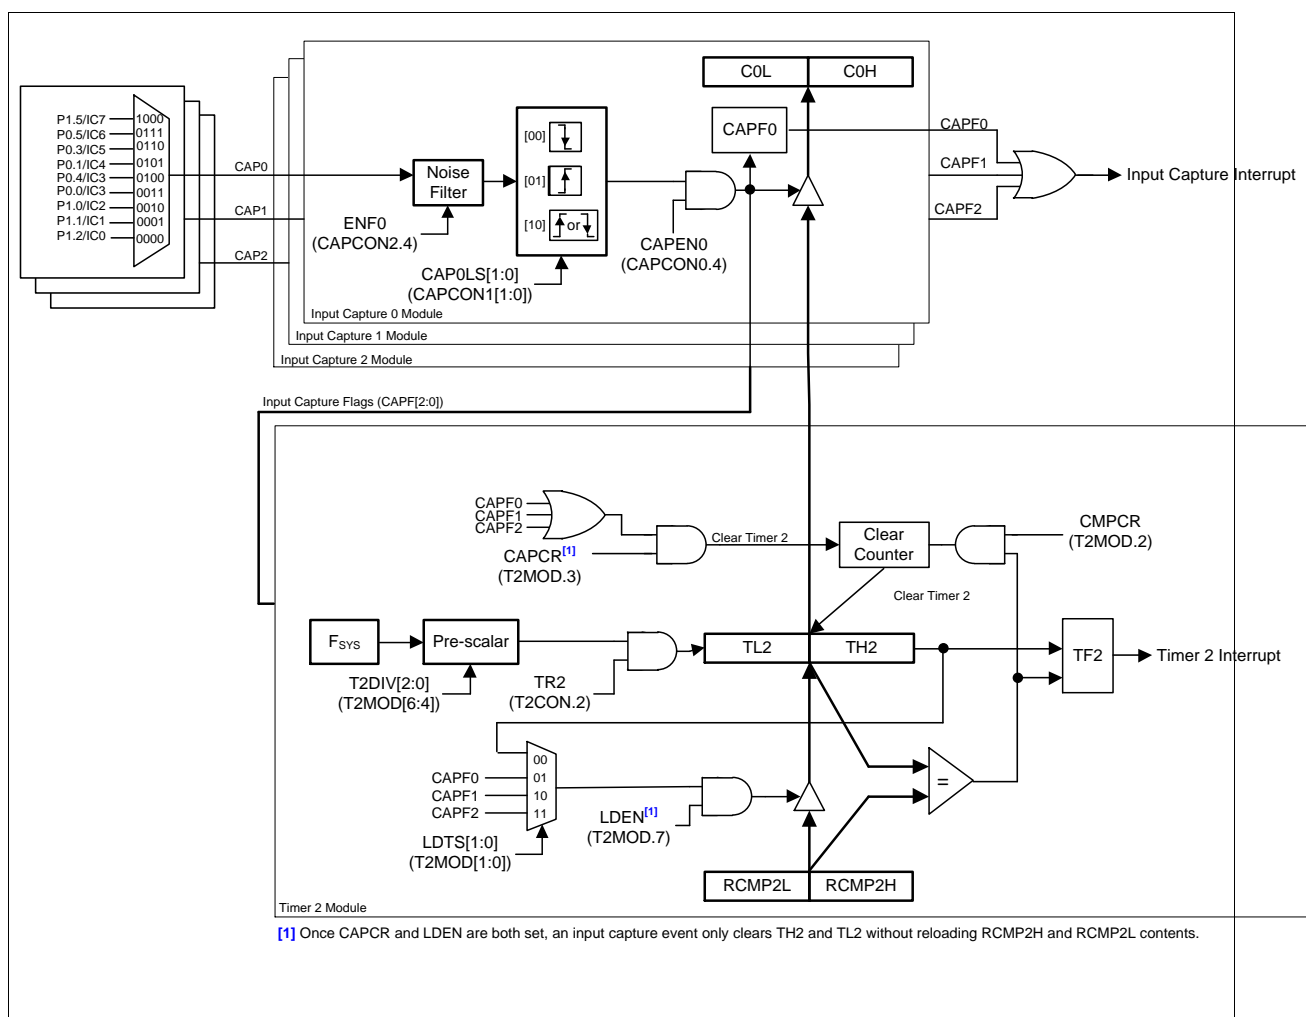 C0L C0H
P1.5/IC7 1000
P0.5/IC6 0111
P0.3/IC5 0110
P0.1/IC4 0101
P0.4/IC3 0100
P0.0/IC3 0011
P1.0/IC2 0010
P1.1/IC1 0001
P1.2/IC0 0000
CAP0
CAP1
CAP2
Noise
Filter
ENF0
(CAPCON2.4)
[00]
[01]
[10] or
CAP0LS[1:0]
(CAPCON1[1:0])
CAPF0
CAPEN0
(CAPCON0.4)
CAPF0
CAPF1
CAPF2
Input Capture Interrupt
Input Capture 0 Module
Input Capture 1 Module
Input Capture 2 Module
Input Capture Flags (CAPF[2:0])
CAPF0
CAPF1
CAPF2
CAPCR[1]
(T2MOD.3)
Clear Timer 2
Clear
Counter
CMPCR
(T2MOD.2)
Clear Timer 2
FSYS
Pre-scalar
T2DIV[2:0]
(T2MOD[6:4])
TR2
(T2CON.2)
TL2 TH2
TF2
Timer 2 Interrupt
00
CAPF0 01
CAPF1 10
CAPF2 11
LDTS[1:0]
(T2MOD[1:0])
LDEN[1]
(T2MOD.7)
=
RCMP2L RCMP2H
Timer 2 Module
[1] Once CAPCR and LDEN are both set, an input capture event only clears TH2 and TL2 without reloading RCMP2H and RCMP2L contents.